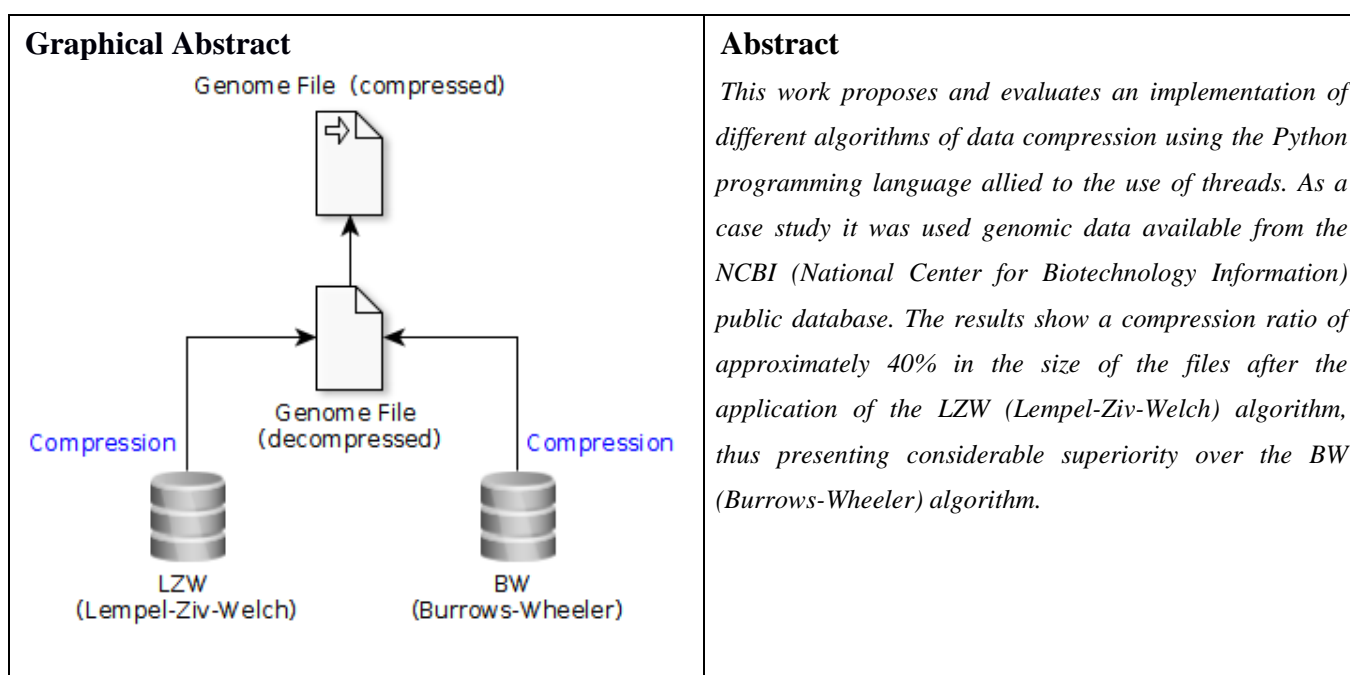 Graphical Abstract
Genome File (compressed)
Genome File
(decompressed)
Compression
Compression
LZW
(Lempel-Ziv-Welch)
BW
(Burrows-Wheeler)
Abstract
This work proposes and evaluates an implementation of
different algorithms of data compression using the Python
programming language allied to the use of threads. As a
case study it was used genomic data available from the
NCBI (National Center for Biotechnology Information)
public database. The results show a compression ratio of
approximately 40% in the size of the files after the
application of the LZW (Lempel-Ziv-Welch) algorithm,
thus presenting considerable superiority over the BW
(Burrows-Wheeler) algorithm.